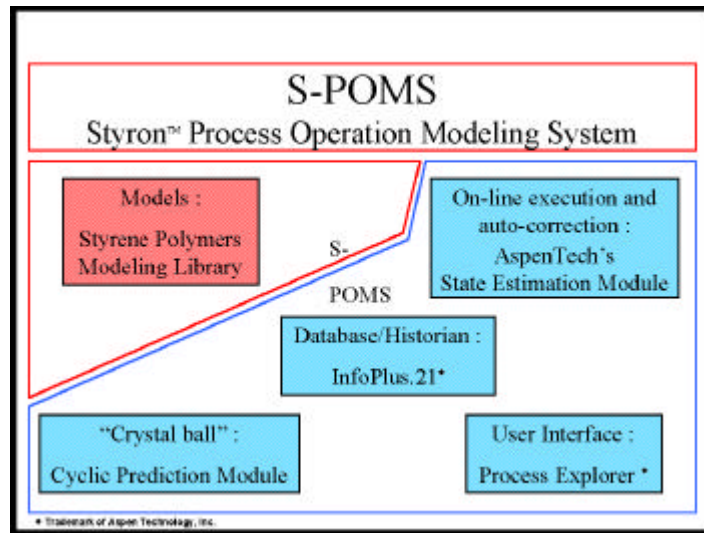 S-POMS
Styron™ Process Operation Modeling System
Models :
Styrene Polymers
Modeling Library
On-line execution and
auto-correction :
AspenTech's
State Estimation Module
S-
POMS
Database/Historian :
InfoPlus.21*
"Crystal ball" :
Cyclic Prediction Module
User Interface :
Process Explorer *
* Trademark of Aspen Technology, Inc.